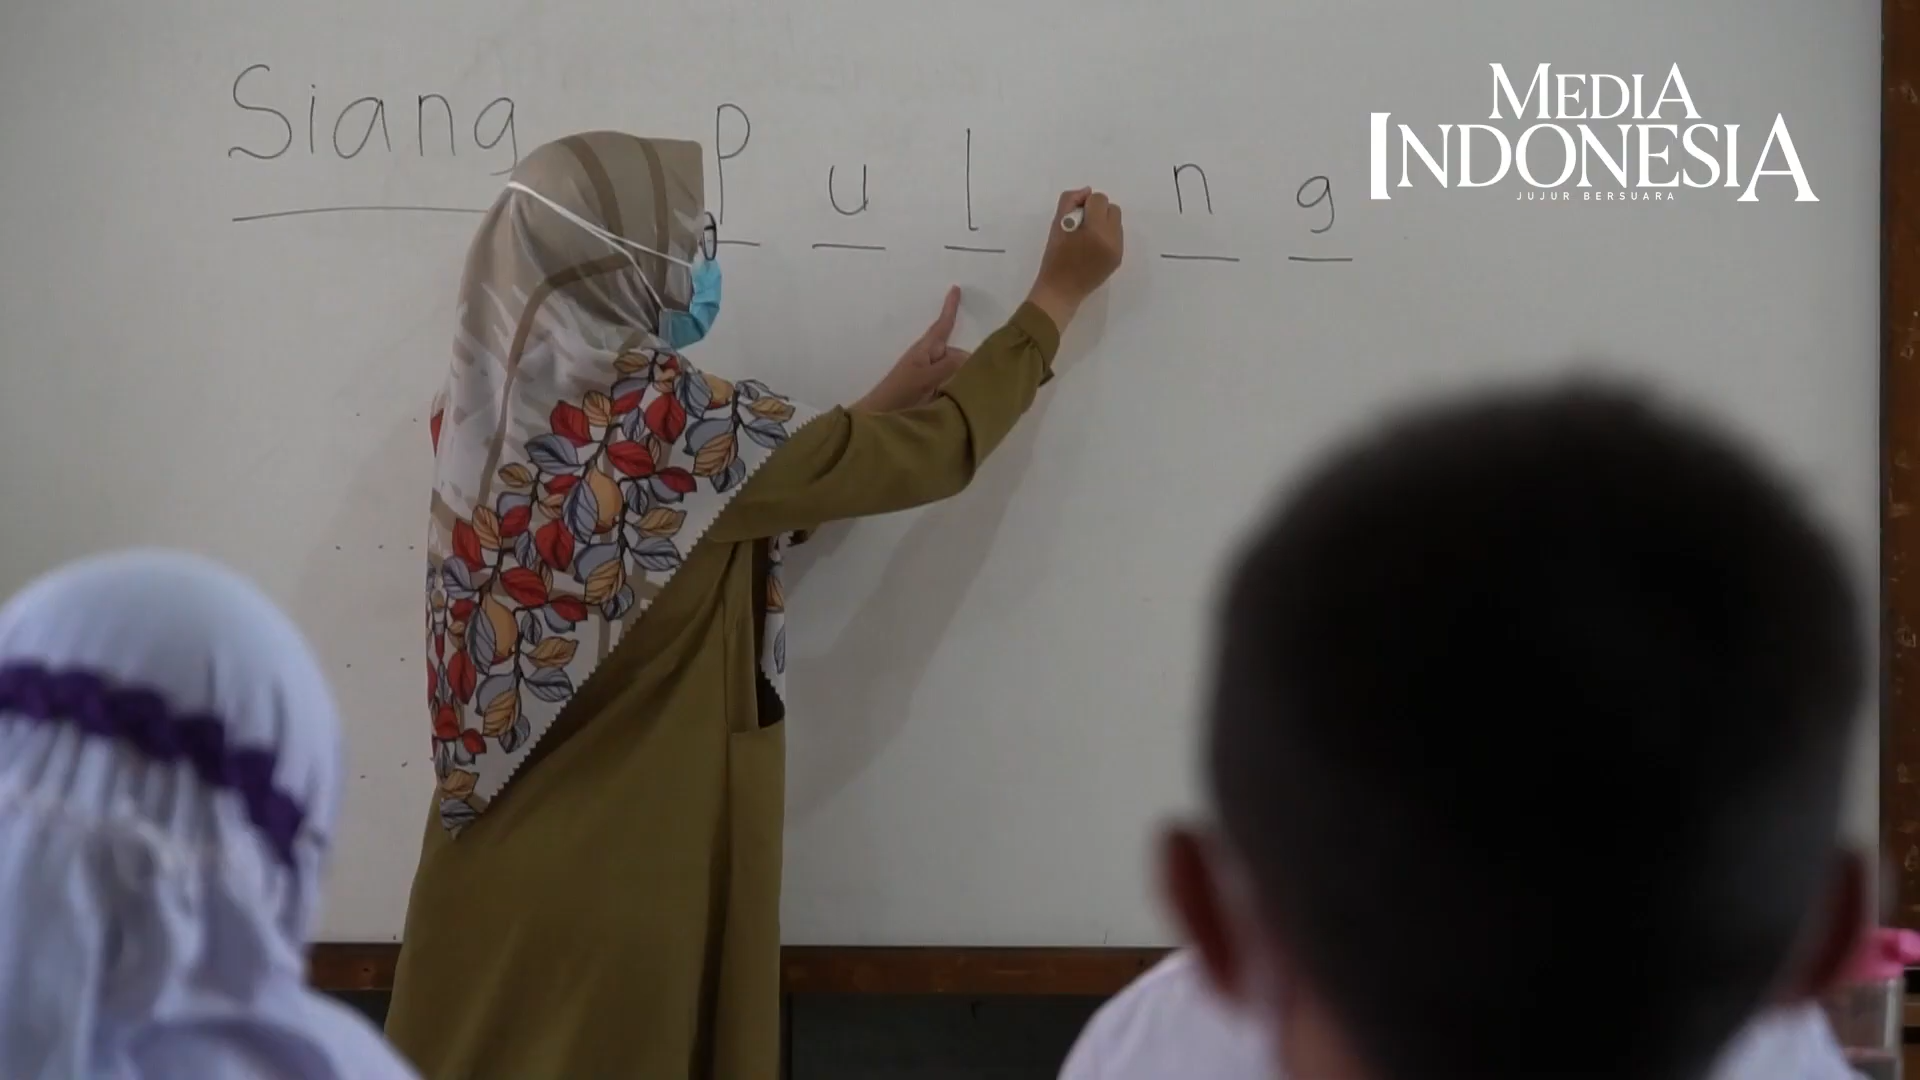 Siang
p u l n g
MEDIA
INDONESIA
JUJUR BERSUARA